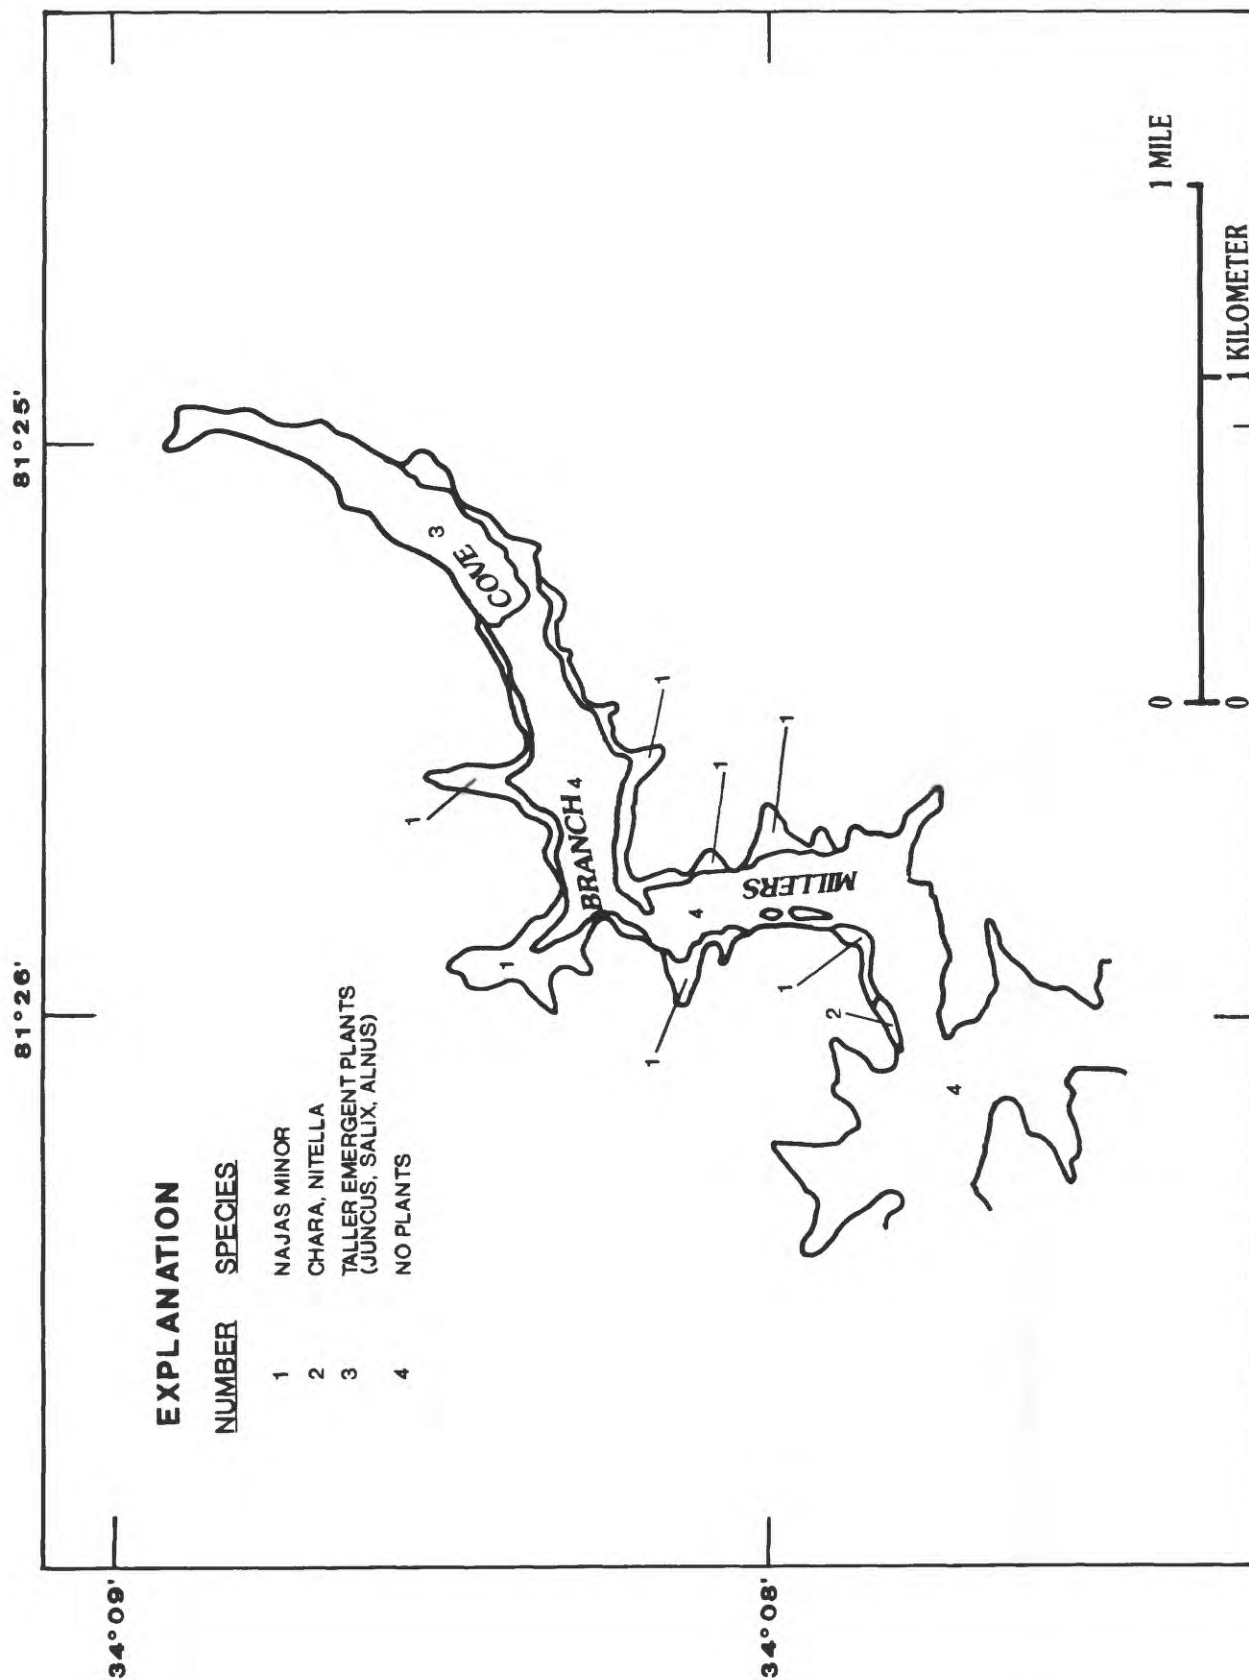 81°26'
81°25'
34°09'
34°08'
EXPLANATION
NUMBER SPECIES
1 NAJAS MINOR
2 CHARA, NITELLA
3 TALLER EMERGENT PLANTS
(JUNCUS, SALIX, ALNUS)
4 NO PLANTS
3
COVE
1
BRANCH 4
1
1
1
1
4
MILLERS
1
1
2
4
0 1 MILE
0 1 KILOMETER